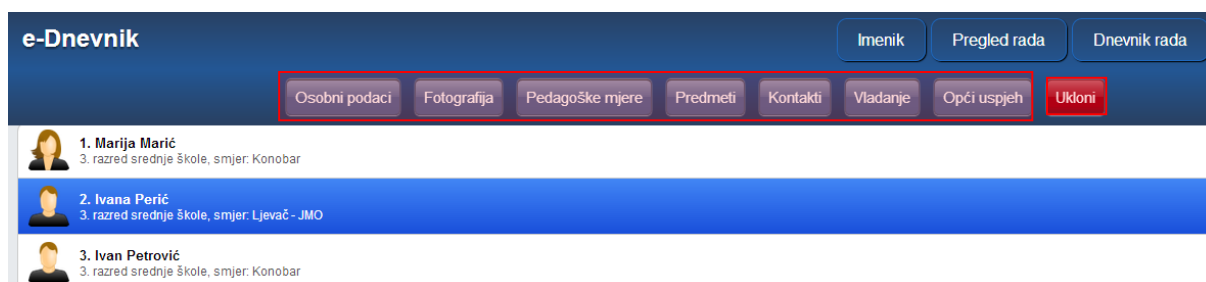 e-Dnevnik Imenik Pregled rada Dnevnik rada
Osobni podaci Fotografija Pedagoške mjere Predmeti Kontakti Vladanje Opći uspjeh Ukloni
1. Marija Marić
3. razred srednje škole, smjer: Konobar
2. Ivana Perić
3. razred srednje škole, smjer: Ljevač - JMO
3. Ivan Petrović
3. razred srednje škole, smjer: Konobar